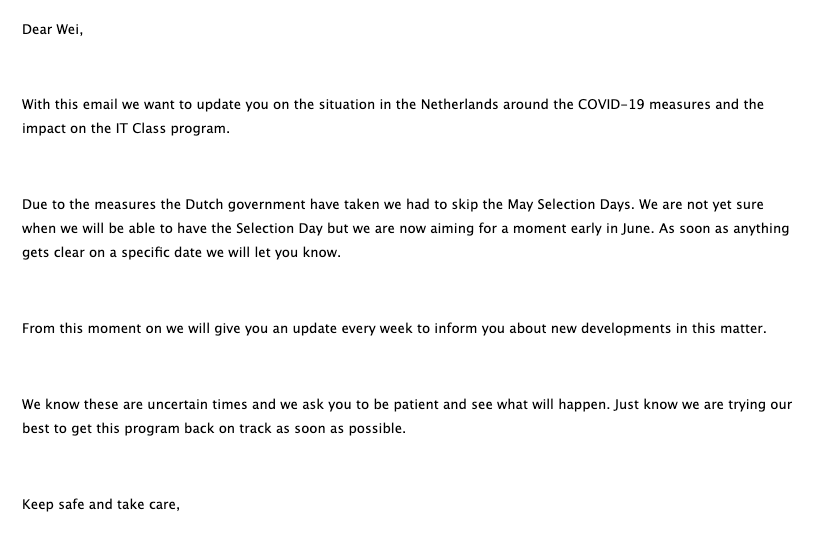 Dear Wei,
With this email we want to update you on the situation in the Netherlands around the COVID-19 measures and the
impact on the IT Class program.
Due to the measures the Dutch government have taken we had to skip the May Selection Days. We are not yet sure
when we will be able to have the Selection Day but we are now aiming for a moment early in June. As soon as anything
gets clear on a specific date we will let you know.
From this moment on we will give you an update every week to inform you about new developments in this matter.
We know these are uncertain times and we ask you to be patient and see what will happen. Just know we are trying our
best to get this program back on track as soon as possible.
Keep safe and take care,